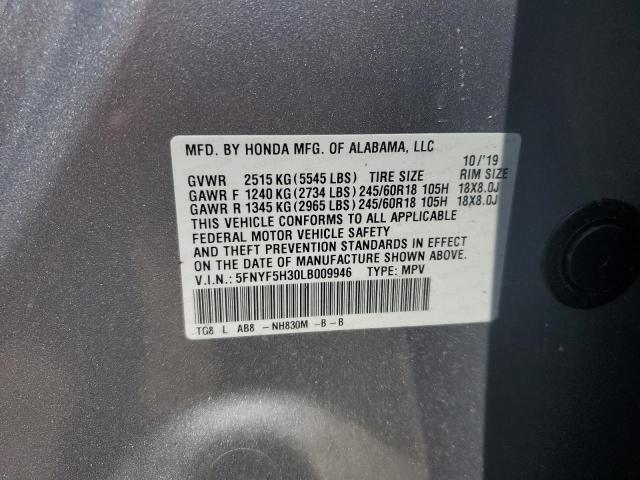 MFD. BY HONDA MFG. OF ALABAMA, LLC 10/'19
GVWR 2515 KG (5545 LBS) TIRE SIZE RIM SIZE
GAWR F 1240 KG (2734 LBS) 245/60R18 105H 18X8.0J
GAWR R 1345 KG (2965 LBS) 245/60R18 105H 18X8.0J
THIS VEHICLE CONFORMS TO ALL APPLICABLE
FEDERAL MOTOR VEHICLE SAFETY
AND THEFT PREVENTION STANDARDS IN EFFECT
ON THE DATE OF MANUFACTURE SHOWN ABOVE.
V.I.N.: 5FNYF5H30LB009946 TYPE: MPV
TG8 L AB8 -NH830M -B -B